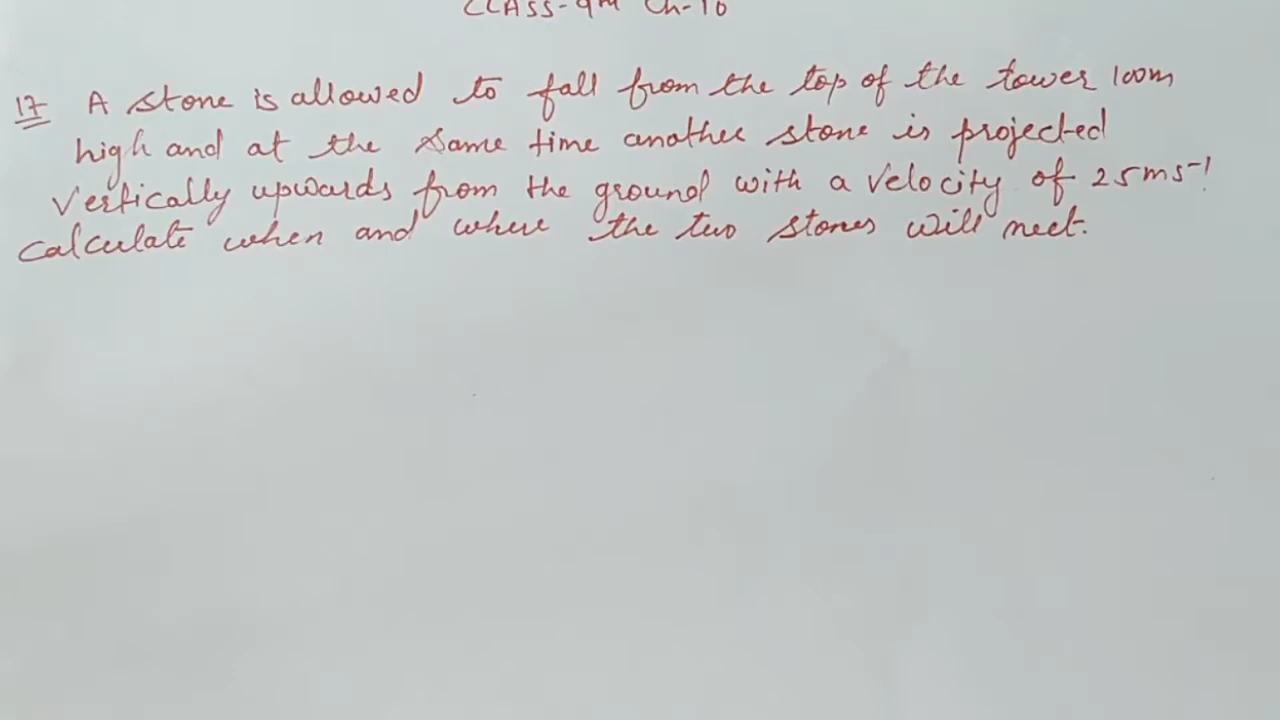 CLASS-9th Ch-10
17 A stone is allowed to fall from the top of the tower 100m
high and at the same time another stone is projected
vertically upwards from the ground with a velocity of 25ms⁻¹.
Calculate when and where the two stones will meet.